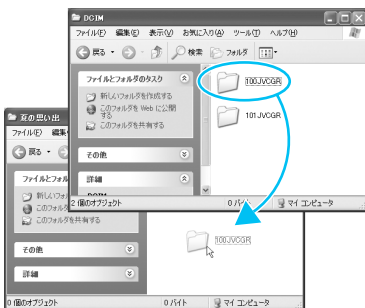 DCIM
ファイル(F) 編集(E) 表示(V) お気に入り(A) ツール(T) ヘルプ(H)
戻る 検索 フォルダ
ファイルとフォルダのタスク
新しいフォルダを作成する
このフォルダを Web に公開する
このフォルダを共有する
その他
詳細
100JVCGR
101JVCGR
2 個のオブジェクト 0 バイト マイ コンピュータ
夏の思い出
ファイル(F) 編集
戻る
ファイルとフォル
新しいフォル
このフォルダ
このフォルダを共有する
その他
詳細
100JVCGR
0 個のオブジェクト 0 バイト マイ コンピュータ